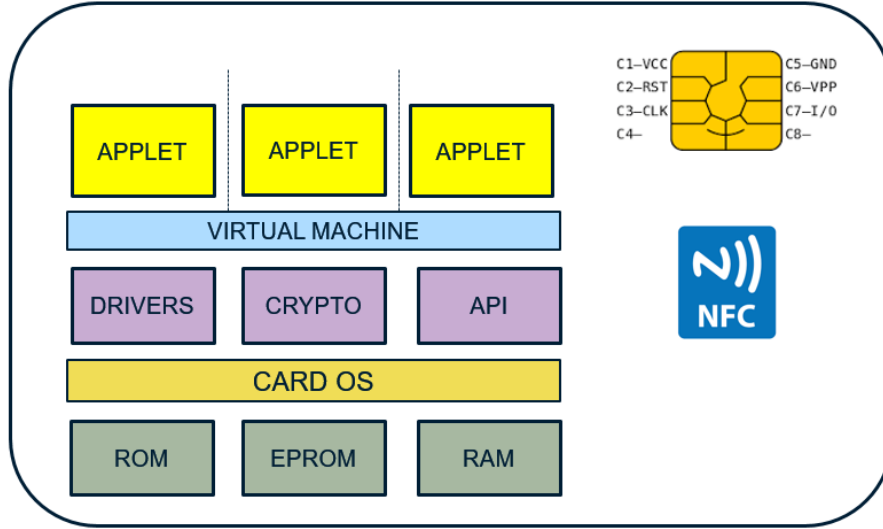 APPLET
APPLET
APPLET
VIRTUAL MACHINE
DRIVERS
CRYPTO
API
CARD OS
ROM
EPROM
RAM
C1–VCC
C2–RST
C3–CLK
C4–
C5–GND
C6–VPP
C7–I/O
C8–
NFC